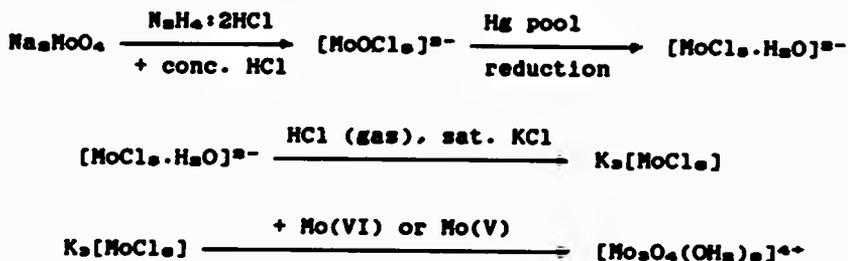 N₂H₄:2HCl Hg pool
Na₂MoO₄ ⟶ [MoOCl₅]²⁻ ⟶ [MoCl₅.H₂O]²⁻
+ conc. HCl reduction
HCl (gas), sat. KCl
[MoCl₅.H₂O]²⁻ ⟶ K₃[MoCl₆]
+ Mo(VI) or Mo(V)
K₃[MoCl₆] ⟶ [Mo₃O₄(OH₂)₉]⁴⁺